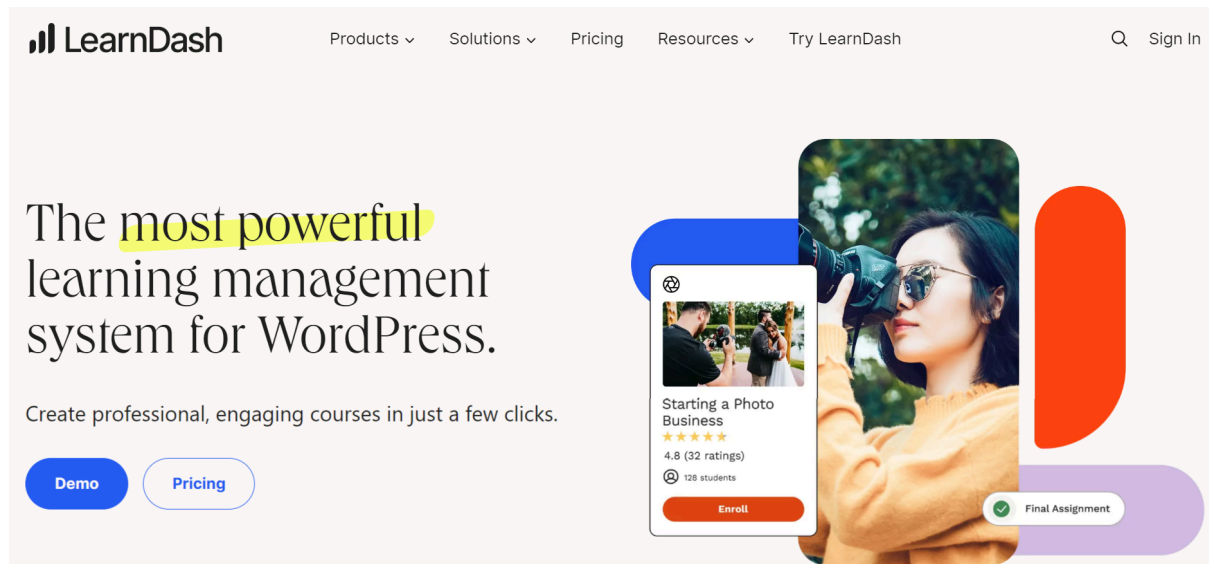 LearnDash
Products
Solutions
Pricing
Resources
Try LearnDash
Sign In
The most powerful
learning management
system for WordPress.
Create professional, engaging courses in just a few clicks.
Demo
Pricing
Starting a Photo
Business
4.8 (32 ratings)
128 students
Enroll
Final Assignment